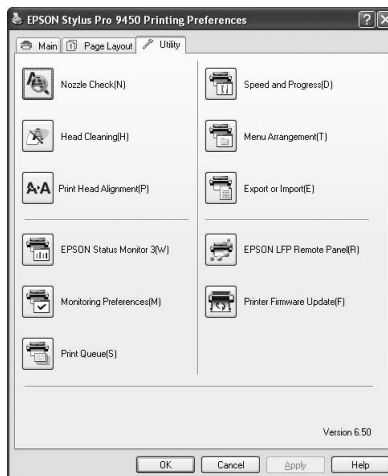 EPSON Stylus Pro 9450 Printing Preferences
Main Page Layout Utility
Nozzle Check(N)
Speed and Progress(D)
Head Cleaning(H)
Menu Arrangement(T)
A▸A Print Head Alignment(P)
Export or Import(E)
EPSON Status Monitor 3(W)
EPSON LFP Remote Panel(R)
Monitoring Preferences(M)
Printer Firmware Update(F)
Print Queue(S)
Version 6.50
OK Cancel Apply Help